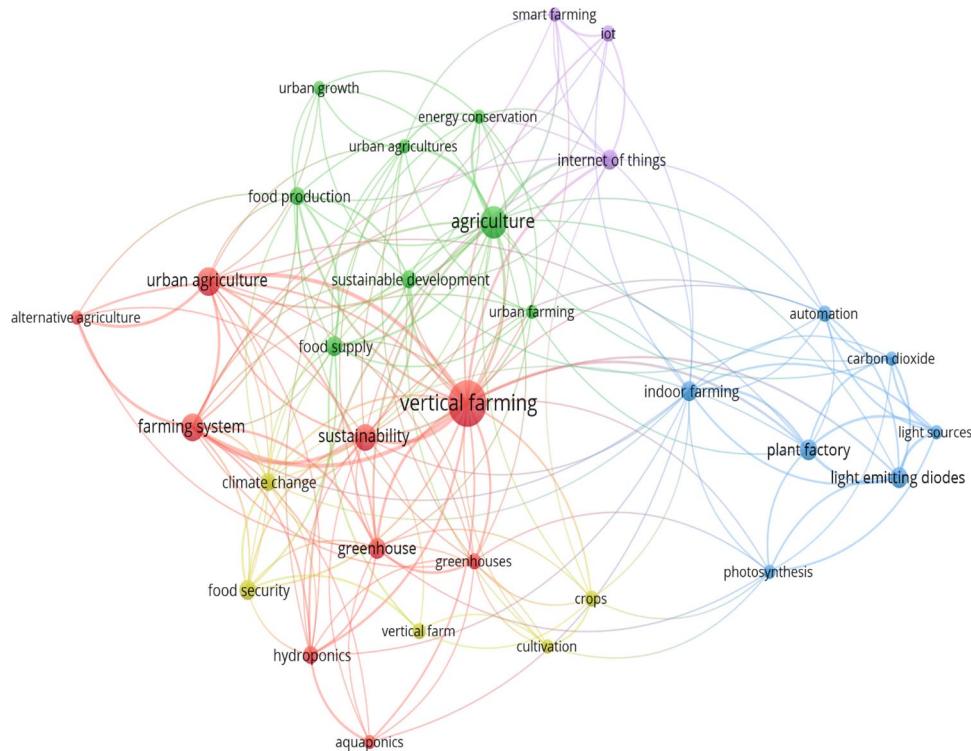 smart farming
iot
urban growth
energy conservation
urban agricultures
internet of things
food production
agriculture
urban agriculture
sustainable development
alternative agriculture
urban farming
automation
food supply
carbon dioxide
indoor farming
vertical farming
farming system
sustainability
light sources
plant factory
light emitting diodes
climate change
greenhouse
greenhouses
photosynthesis
food security
crops
vertical farm
cultivation
hydroponics
aquaponics